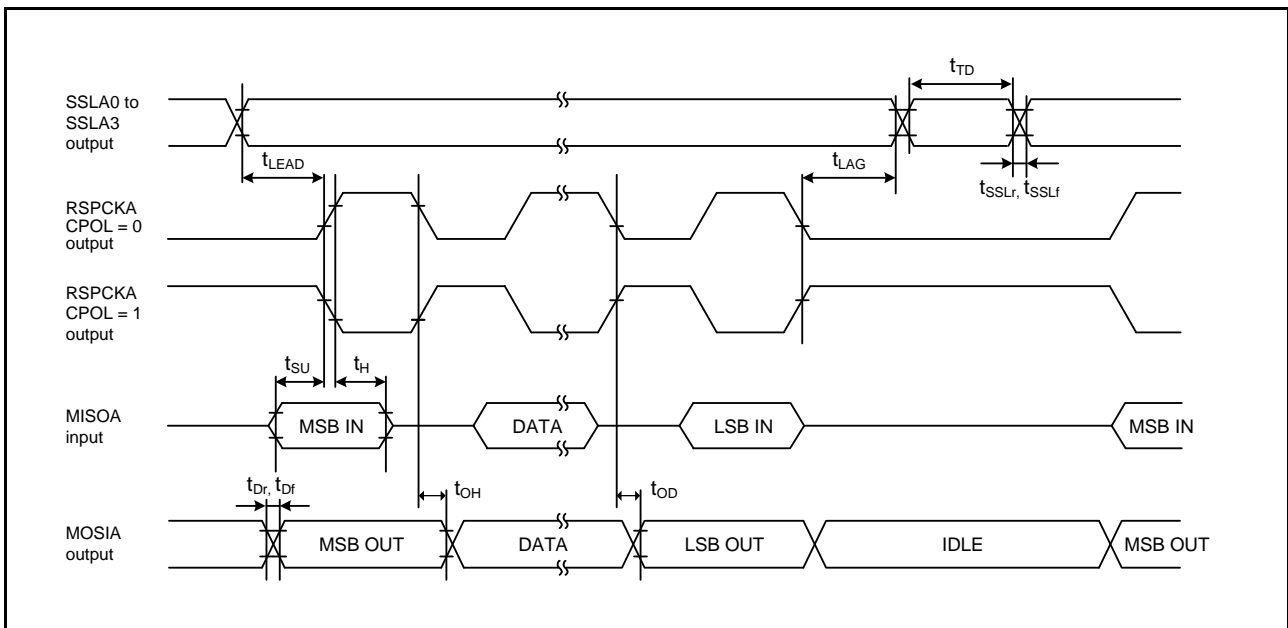 SSLA0 to
SSLA3
output
tTD
tLEAD
tLAG
tSSLr, tSSLf
RSPCKA
CPOL = 0
output
RSPCKA
CPOL = 1
output
tSU
tH
MISOA
input
MSB IN
DATA
LSB IN
MSB IN
tDr, tDf
tOH
tOD
MOSIA
output
MSB OUT
DATA
LSB OUT
IDLE
MSB OUT